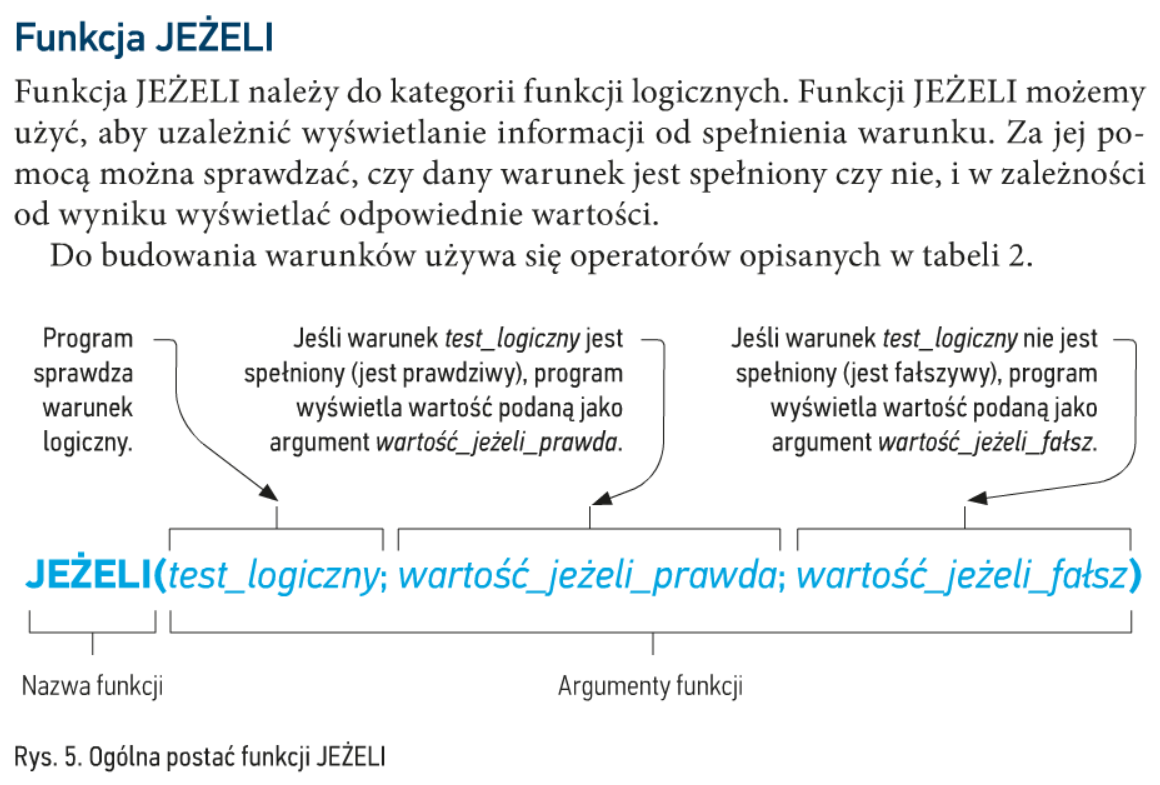 Funkcja JEŻELI
Funkcja JEŻELI należy do kategorii funkcji logicznych. Funkcji JEŻELI możemy
użyć, aby uzależnić wyświetlanie informacji od spełnienia warunku. Za jej po-
mocą można sprawdzać, czy dany warunek jest spełniony czy nie, i w zależności
od wyniku wyświetlać odpowiednie wartości.
Do budowania warunków używa się operatorów opisanych w tabeli 2.
Program
sprawdza
warunek
logiczny.
Jeśli warunek test_logiczny jest
spełniony (jest prawdziwy), program
wyświetla wartość podaną jako
argument wartość_jeżeli_prawda.
Jeśli warunek test_logiczny nie jest
spełniony (jest fałszywy), program
wyświetla wartość podaną jako
argument wartość_jeżeli_fałsz.
JEŻELI(test_logiczny; wartość_jeżeli_prawda; wartość_jeżeli_fałsz)
Nazwa funkcji
Argumenty funkcji
Rys. 5. Ogólna postać funkcji JEŻELI